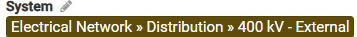 System
Electrical Network » Distribution » 400 kV - External